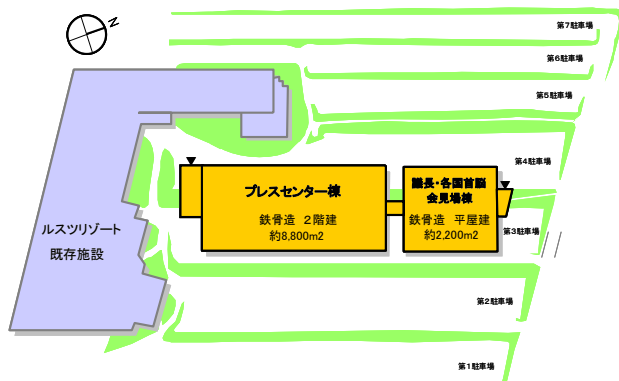 N
第7駐車場
第6駐車場
第5駐車場
第4駐車場
プレスセンター棟
鉄骨造 2階建
約8,800m2
議長・各国首脳
会見場棟
鉄骨造 平屋建
約2,200m2
ルスツリゾート
既存施設
第3駐車場
第2駐車場
第1駐車場